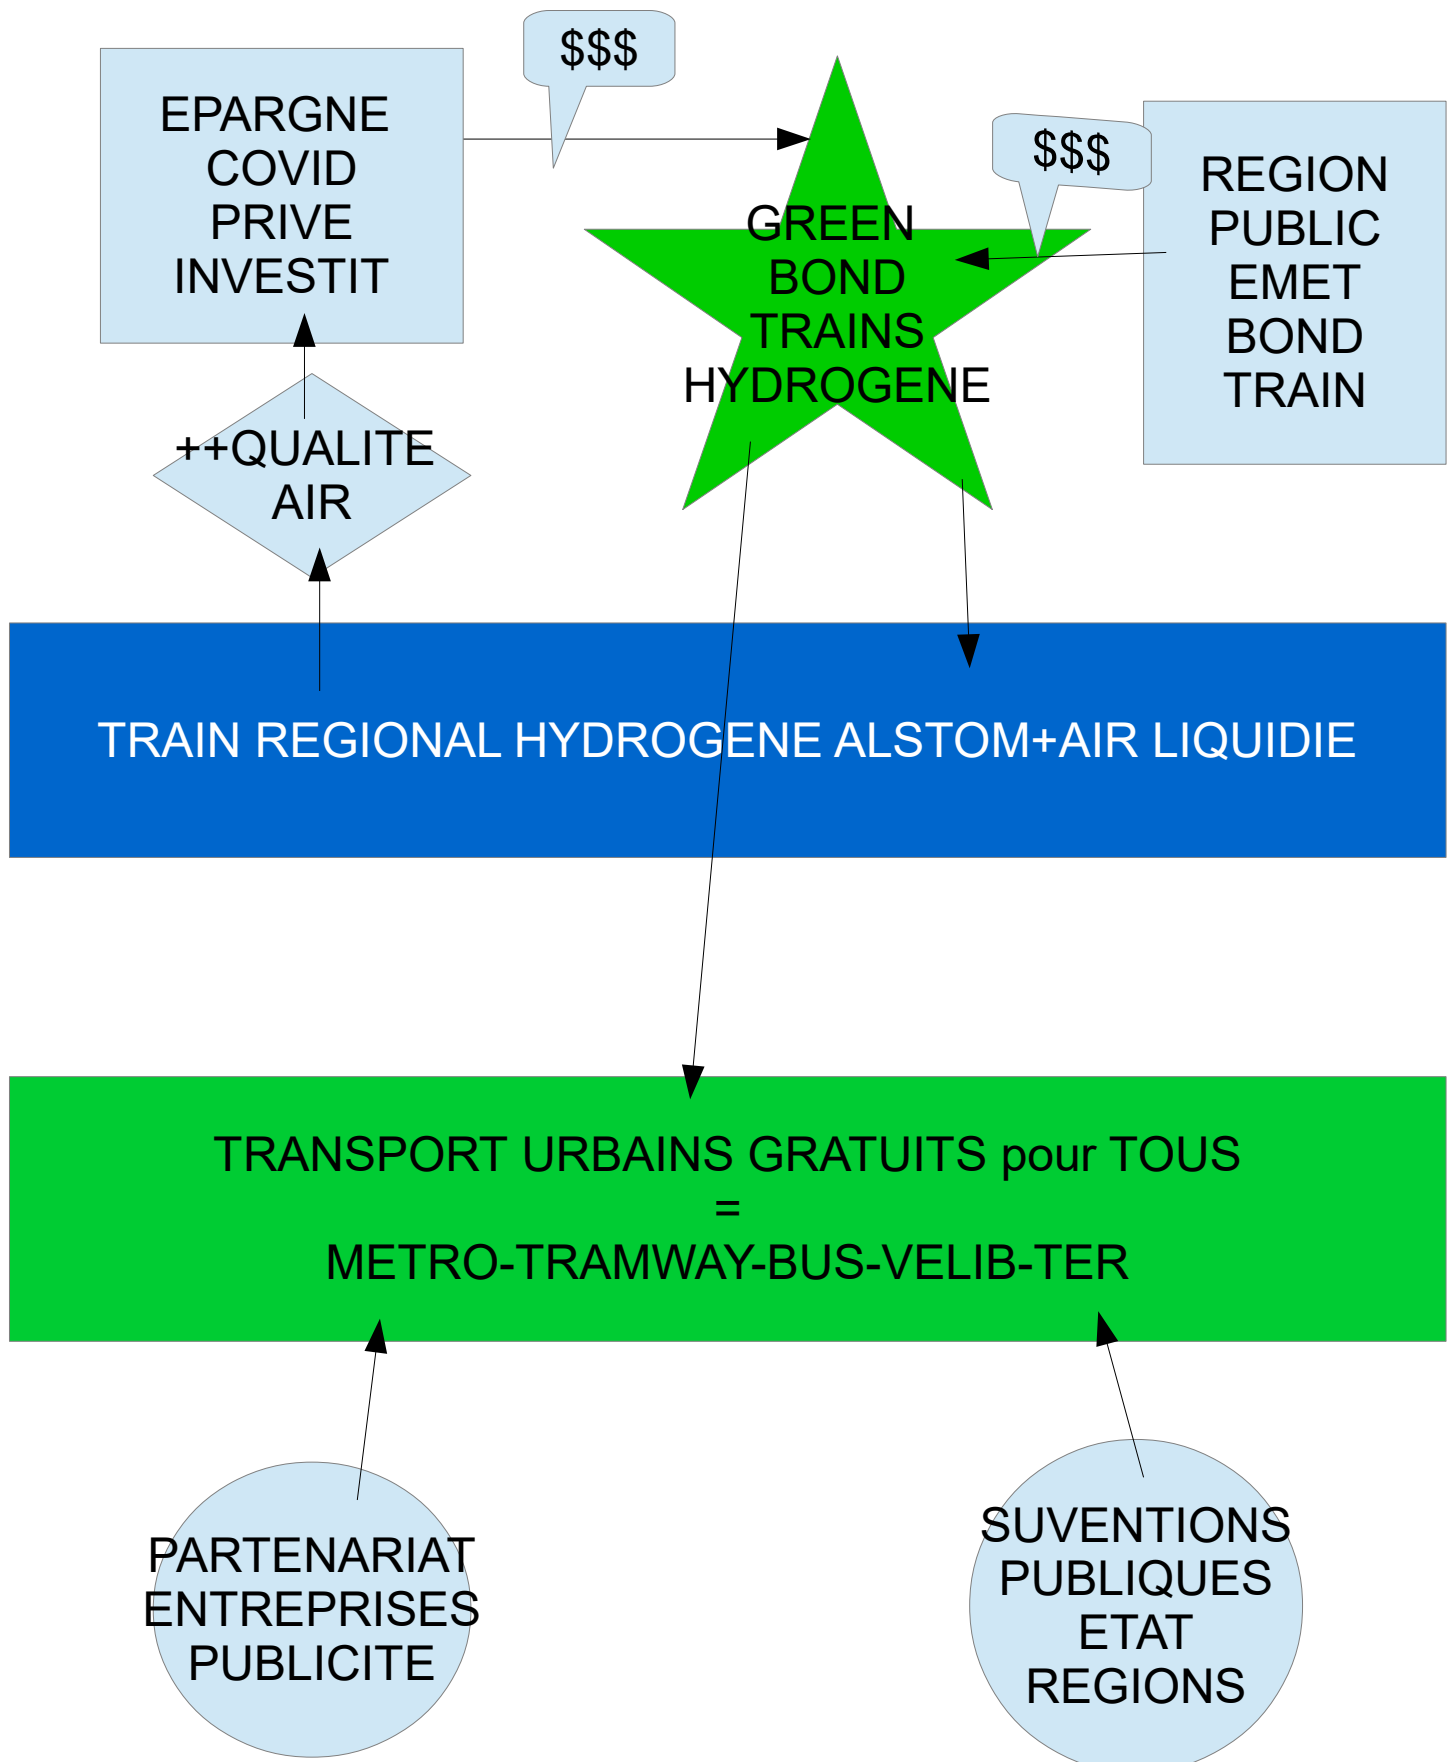 $$$
EPARGNE
COVID
PRIVE
INVESTIT
$$$
REGION
PUBLIC
EMET
BOND
TRAIN
GREEN
BOND
TRAINS
HYDROGENE
++QUALITE
AIR
TRAIN REGIONAL HYDROGENE ALSTOM+AIR LIQUIDIE
TRANSPORT URBAINS GRATUITS pour TOUS
=
METRO-TRAMWAY-BUS-VELIB-TER
PARTENARIAT
ENTREPRISES
PUBLICITE
SUVENTIONS
PUBLIQUES
ETAT
REGIONS